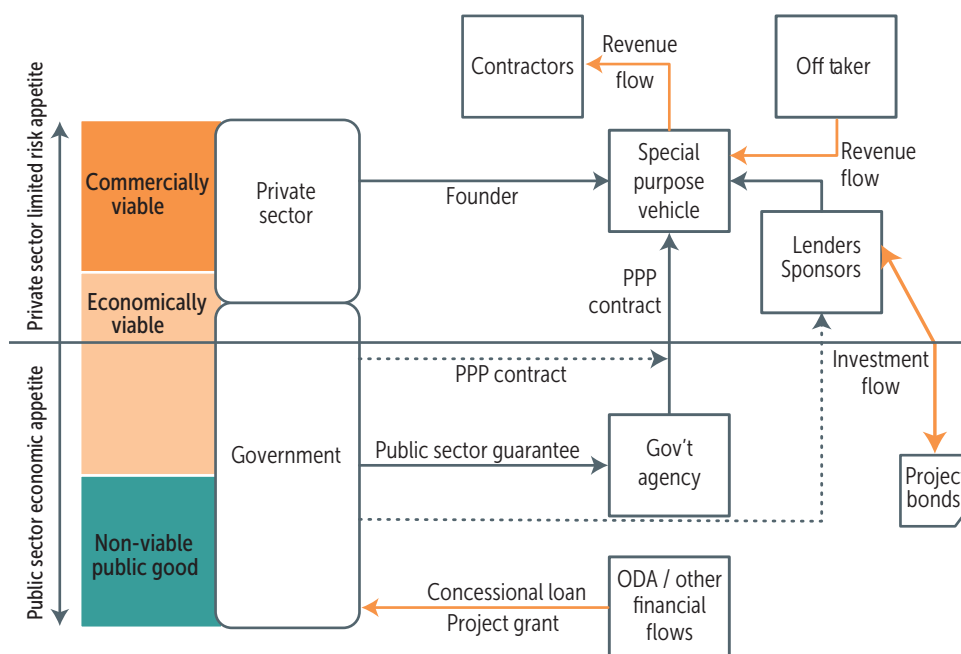 Private sector limited risk appetite
Public sector economic appetite
Commercially
viable
Economically
viable
Non-viable
public good
Private
sector
Government
Contractors
Revenue
flow
Off taker
Special
purpose
vehicle
Revenue
flow
Founder
Lenders
Sponsors
PPP
contract
PPP contract
Investment
flow
Public sector guarantee
Gov't
agency
Project
bonds
Concessional loan
Project grant
ODA / other
financial
flows